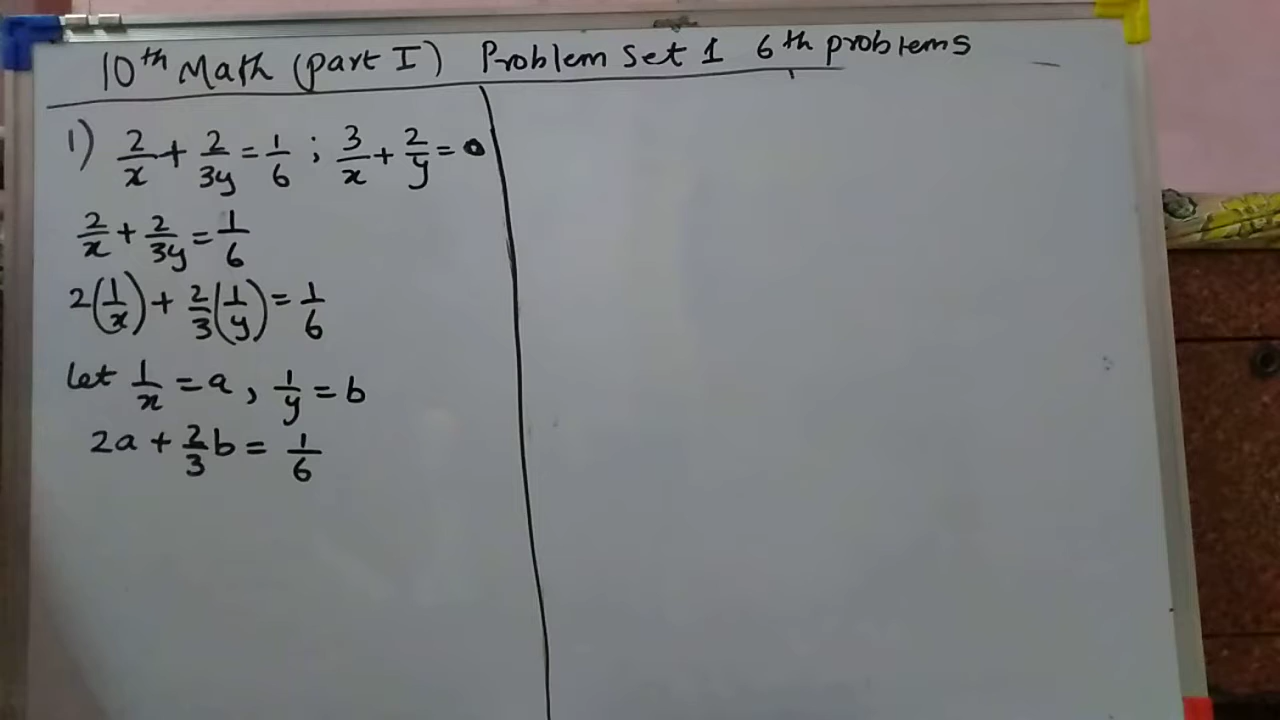 10th Math (part I) Problem Set 1 6th problems
1) 2/x + 2/3y = 1/6 ; 3/x + 2/y = 0
2/x + 2/3y = 1/6
2(1/x) + 2/3(1/y) = 1/6
let 1/x = a, 1/y = b
2a + 2/3b = 1/6